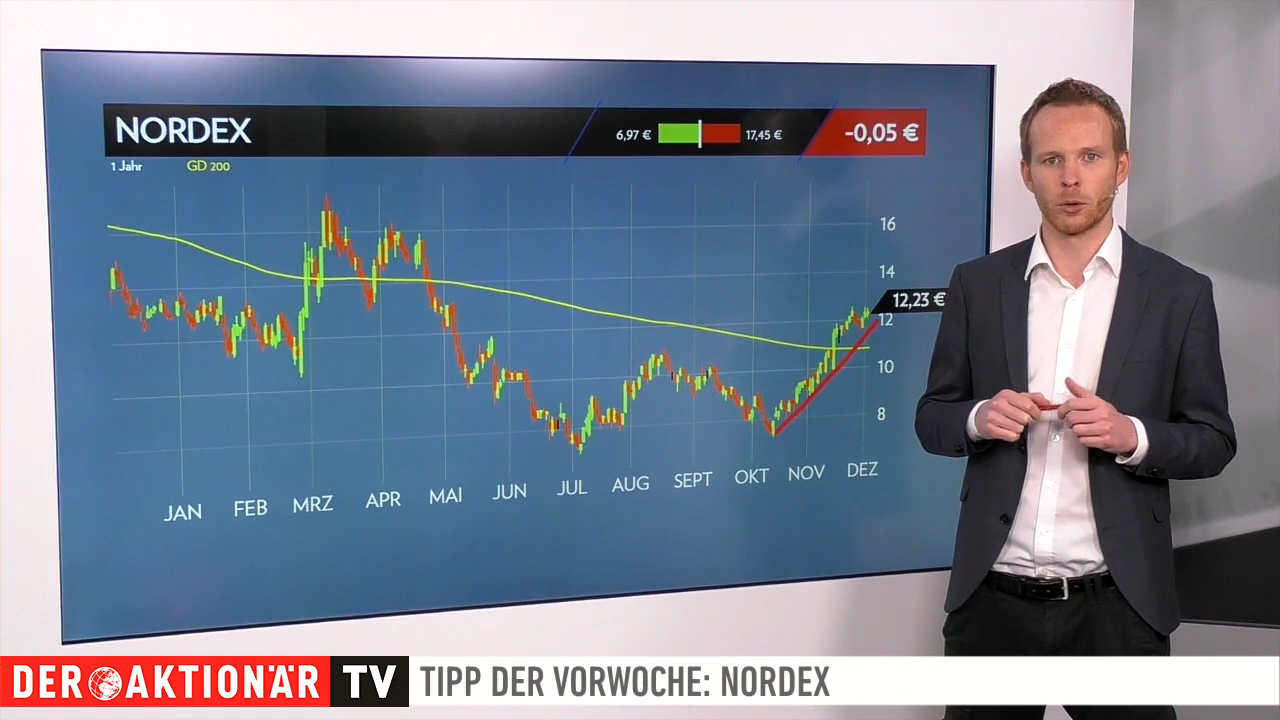 NORDEX
6,97 € 17,45 €
-0,05 €
1 Jahr GD 200
16
14
12,23 €
12
10
8
JAN FEB MRZ APR MAI JUN JUL AUG SEPT OKT NOV DEZ
DER AKTIONÄR TV
TIPP DER VORWOCHE: NORDEX